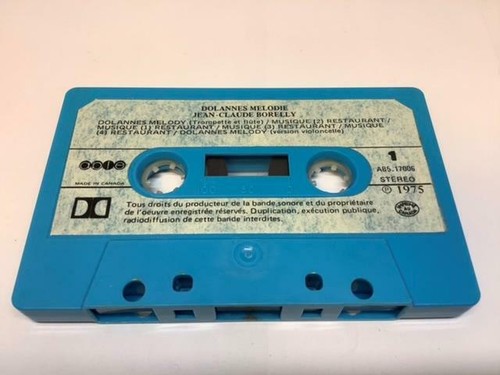 DOLANNES MELODIE
JEAN-CLAUDE BORELLY
DOLANNES MELODY (Trompette et flûte) / MUSIQUE (2) RESTAURANT /
MUSIQUE (1) RESTAURANT / MUSIQUE (3) RESTAURANT / MUSIQUE
(4) RESTAURANT / DOLANNES MELODY (version violoncelle)
MADE IN CANADA
1
A85.17006
STÉRÉO
℗ 1975
Tous droits du producteur de la bande sonore et du propriétaire
de l'oeuvre enregistrée réservés. Duplication, exécution publique,
radiodiffusion de cette bande interdites.